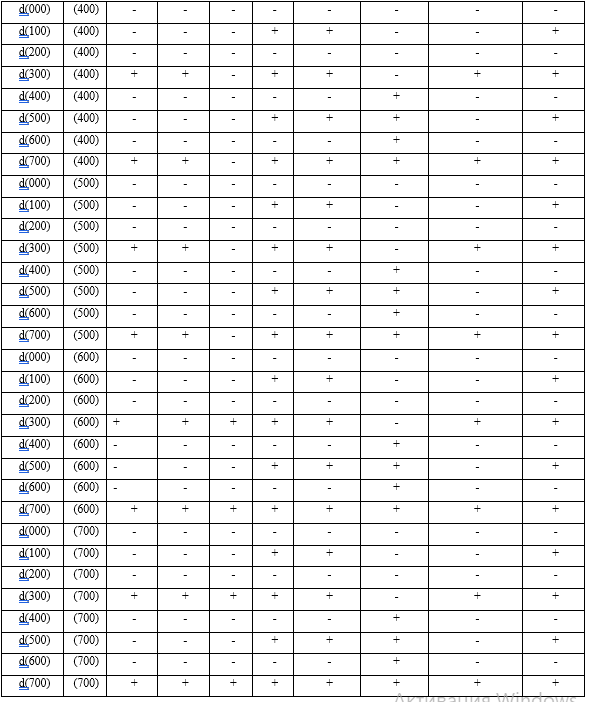 d(000) (400) - - - - - - - -
d(100) (400) - - - + + - - +
d(200) (400) - - - - - - - -
d(300) (400) + + - + + - + +
d(400) (400) - - - - - + - -
d(500) (400) - - - + + + - +
d(600) (400) - - - - - + - -
d(700) (400) + + - + + + + +
d(000) (500) - - - - - - - -
d(100) (500) - - - + + - - +
d(200) (500) - - - - - - - -
d(300) (500) + + - + + - + +
d(400) (500) - - - - - + - -
d(500) (500) - - - + + + - +
d(600) (500) - - - - - + - -
d(700) (500) + + - + + + + +
d(000) (600) - - - - - - - -
d(100) (600) - - - + + - - +
d(200) (600) - - - - - - - -
d(300) (600) + + + + + - + +
d(400) (600) - - - - - + - -
d(500) (600) - - - + + + - +
d(600) (600) - - - - - + - -
d(700) (600) + + + + + + + +
d(000) (700) - - - - - - - -
d(100) (700) - - - + + - - +
d(200) (700) - - - - - - - -
d(300) (700) + + + + + - + +
d(400) (700) - - - - - + - -
d(500) (700) - - - + + + - +
d(600) (700) - - - - - + - -
d(700) (700) + + + + + + + +
Активация Windows